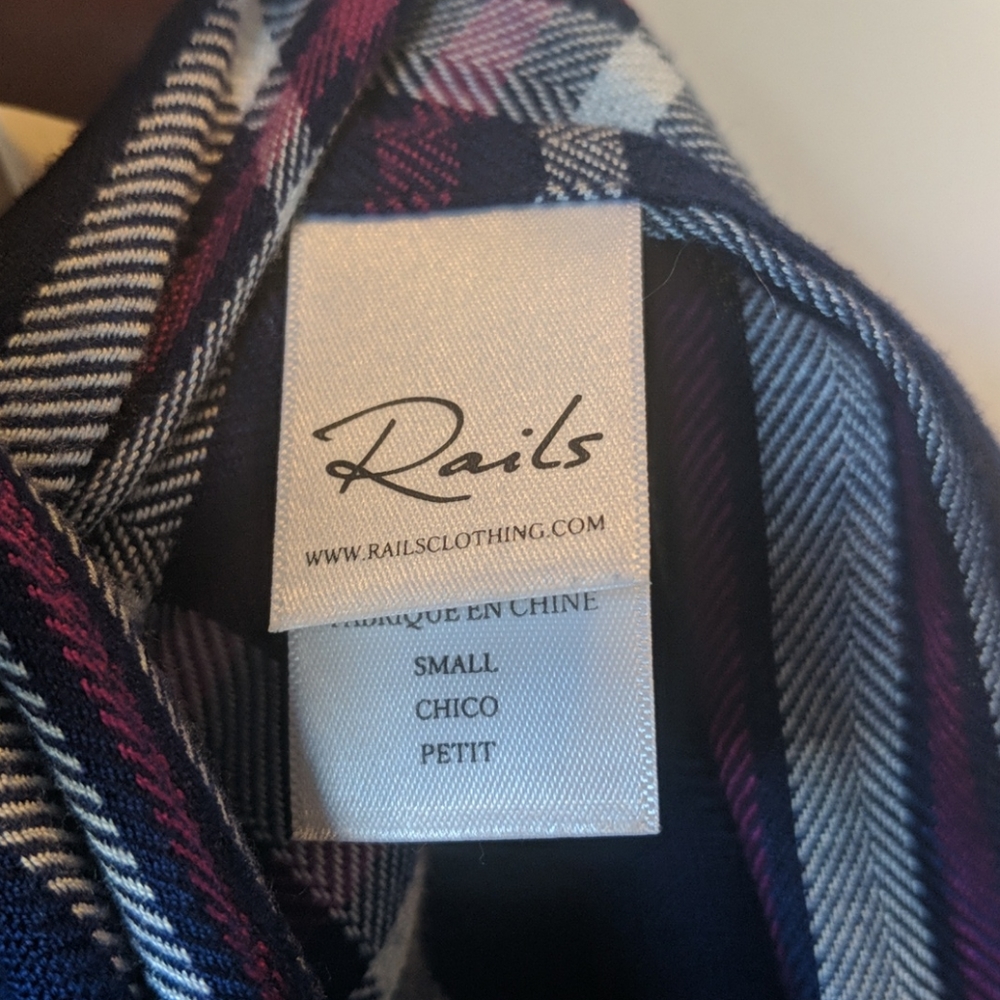 Rails
WWW.RAILSCLOTHING.COM
FABRIQUE EN CHINE
SMALL
CHICO
PETIT